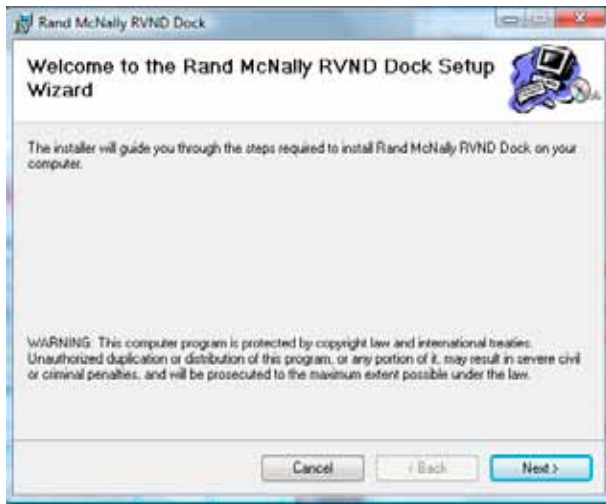 Rand McNally RVND Dock
Welcome to the Rand McNally RVND Dock Setup
Wizard
The installer will guide you through the steps required to install Rand McNally RVND Dock on your
computer.
WARNING: This computer program is protected by copyright law and international treaties.
Unauthorized duplication or distribution of this program, or any portion of it, may result in severe civil
or criminal penalties, and will be prosecuted to the maximum extent possible under the law.
Cancel
< Back
Next >